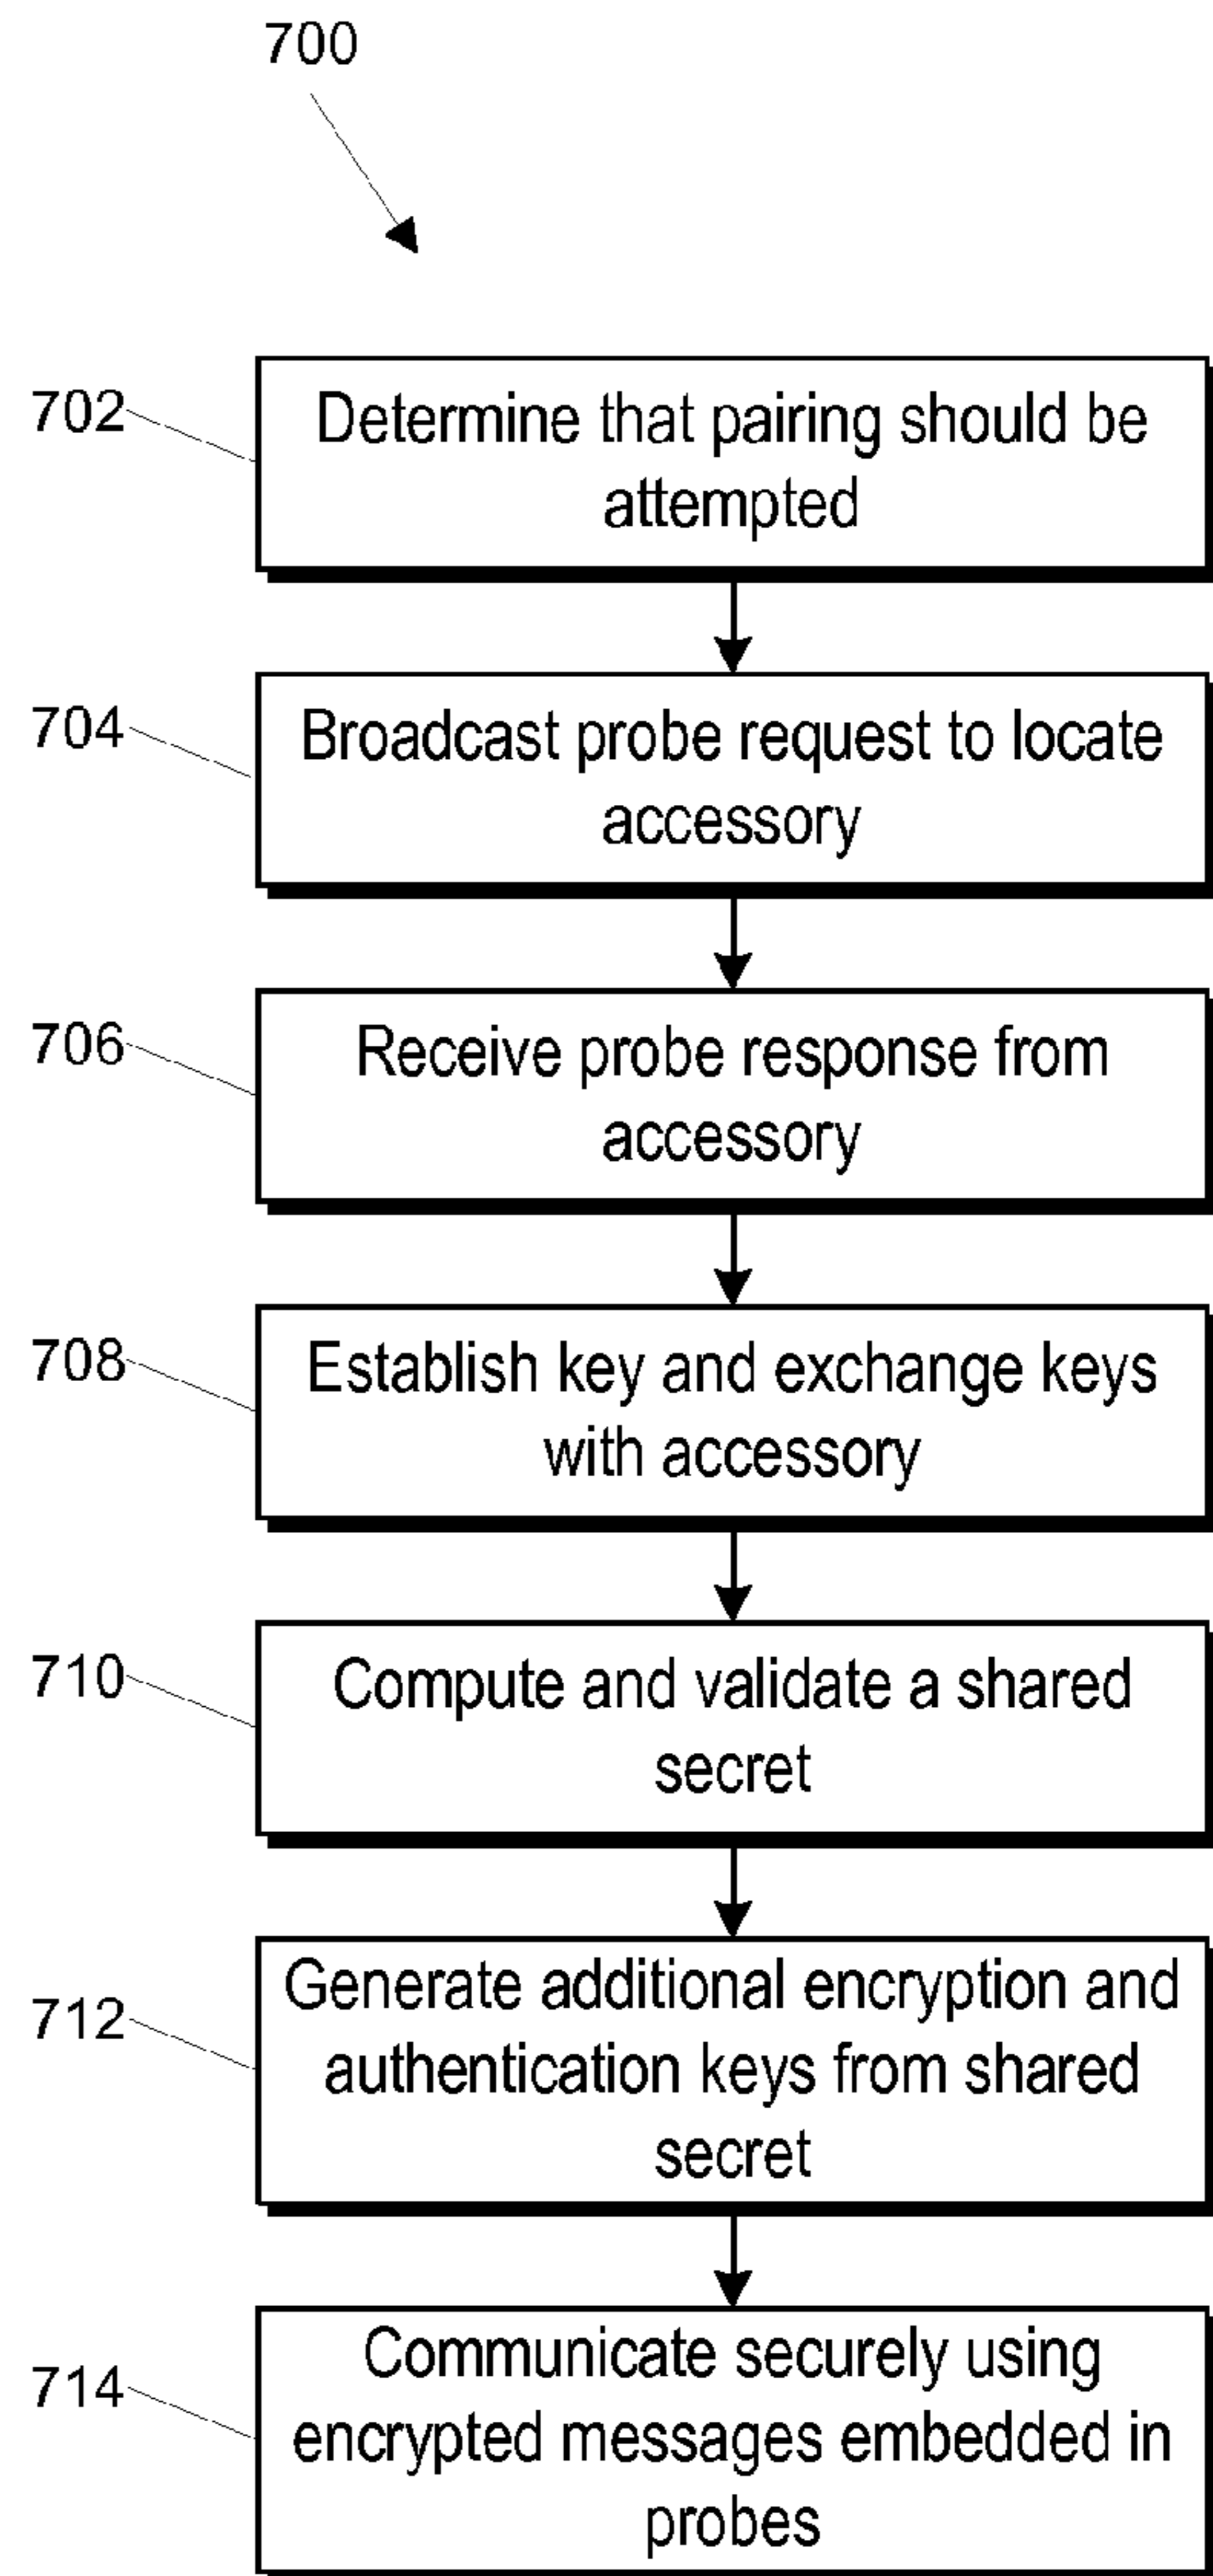 700
702
Determine that pairing should be
attempted
704
Broadcast probe request to locate
accessory
706
Receive probe response from
accessory
708
Establish key and exchange keys
with accessory
710
Compute and validate a shared
secret
712
Generate additional encryption and
authentication keys from shared
secret
714
Communicate securely using
encrypted messages embedded in
probes